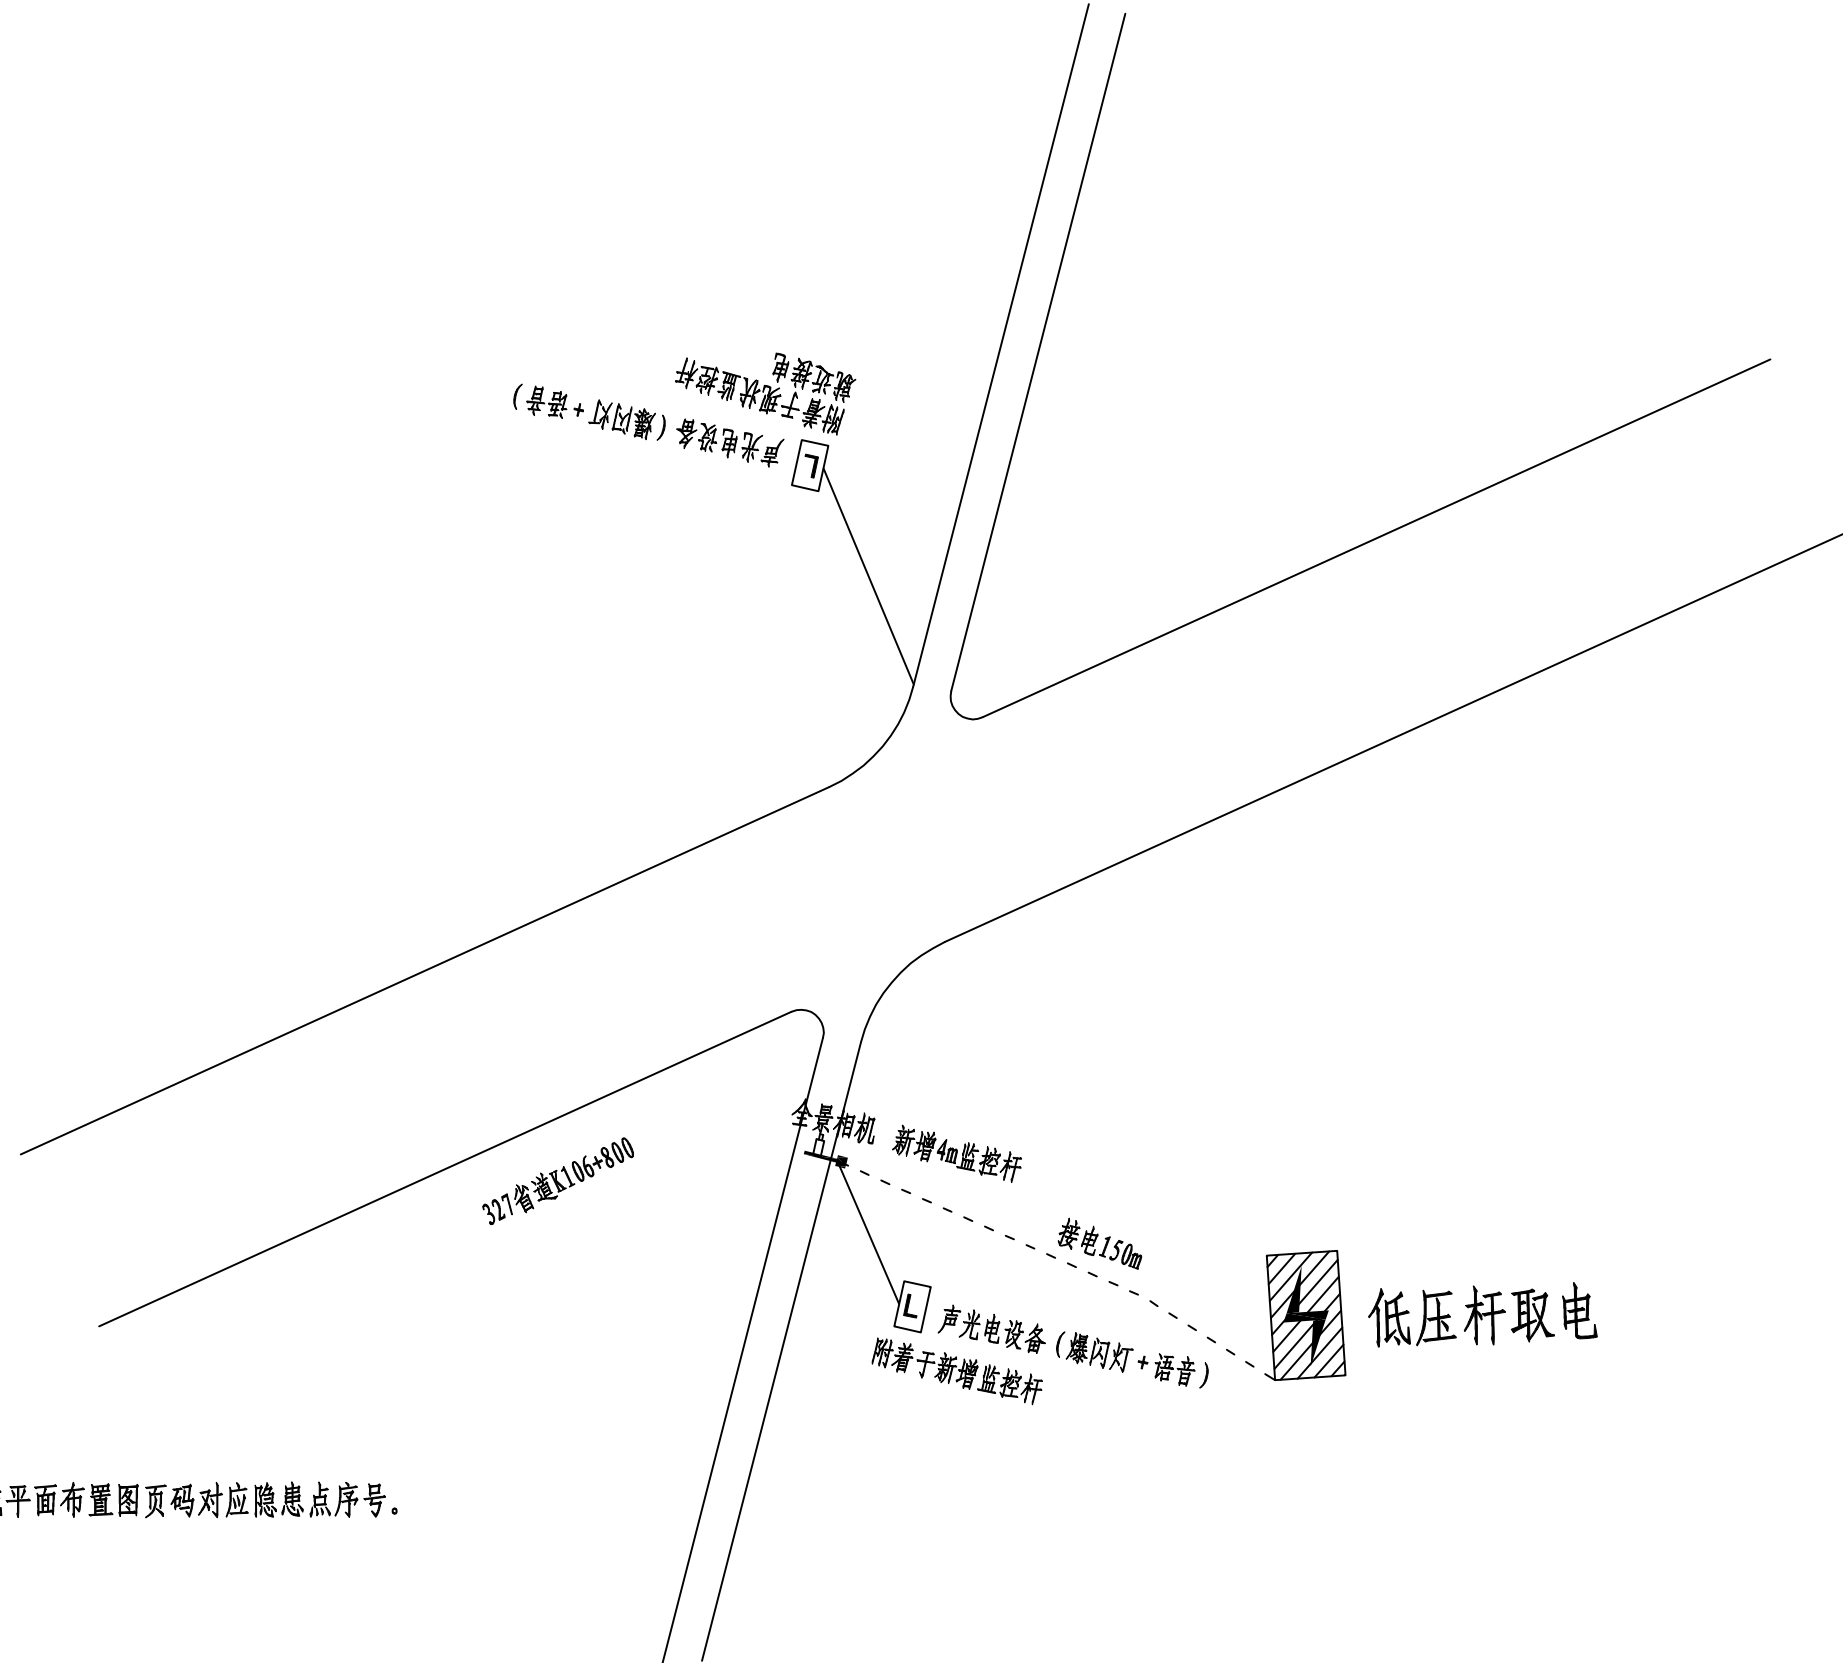 声光电设备（爆闪灯+语音）
附着于现状监控杆
就近接电
L
全景相机 新增4m监控杆
327省道K106+800
接电150m
L
声光电设备（爆闪灯+语音）
附着于新增监控杆
低压杆取电
平面布置图页码对应隐患点序号。